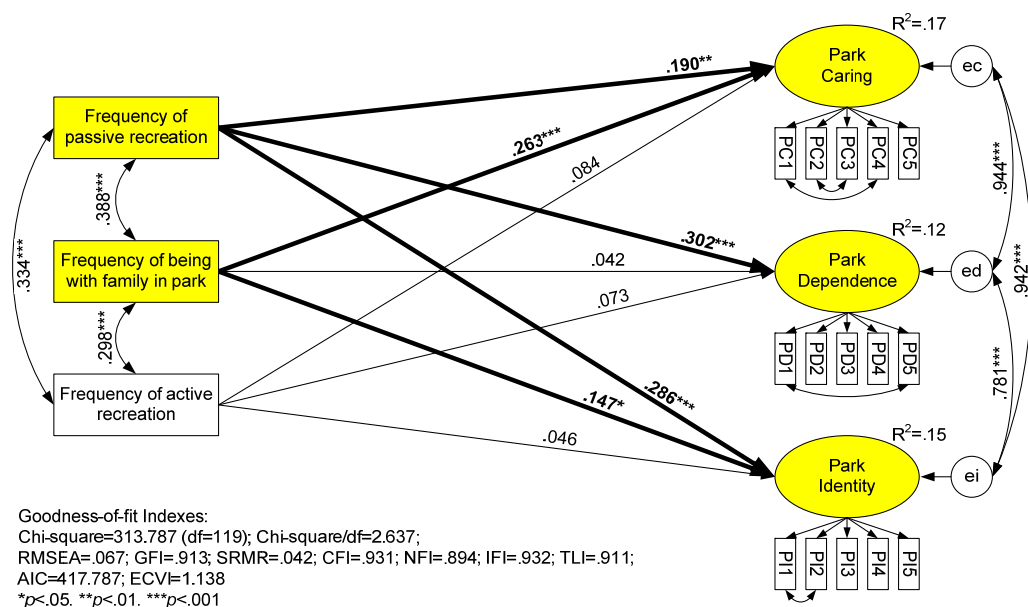 R²=.17
Park
Caring
ec
.190**
Frequency of
passive recreation
.263***
.084
PC1 PC2 PC3 PC4 PC5
.944***
.388***
.334***
.302***
R²=.12
Frequency of being
with family in park
.042
Park
Dependence
ed
.942***
.073
.298***
PD1 PD2 PD3 PD4 PD5
.781***
Frequency of active
recreation
.147*
.286***
.046
R²=.15
Park
Identity
ei
PI1 PI2 PI3 PI4 PI5
Goodness-of-fit Indexes:
Chi-square=313.787 (df=119); Chi-square/df=2.637;
RMSEA=.067; GFI=.913; SRMR=.042; CFI=.931; NFI=.894; IFI=.932; TLI=.911;
AIC=417.787; ECVI=1.138
*p<.05. **p<.01. ***p<.001